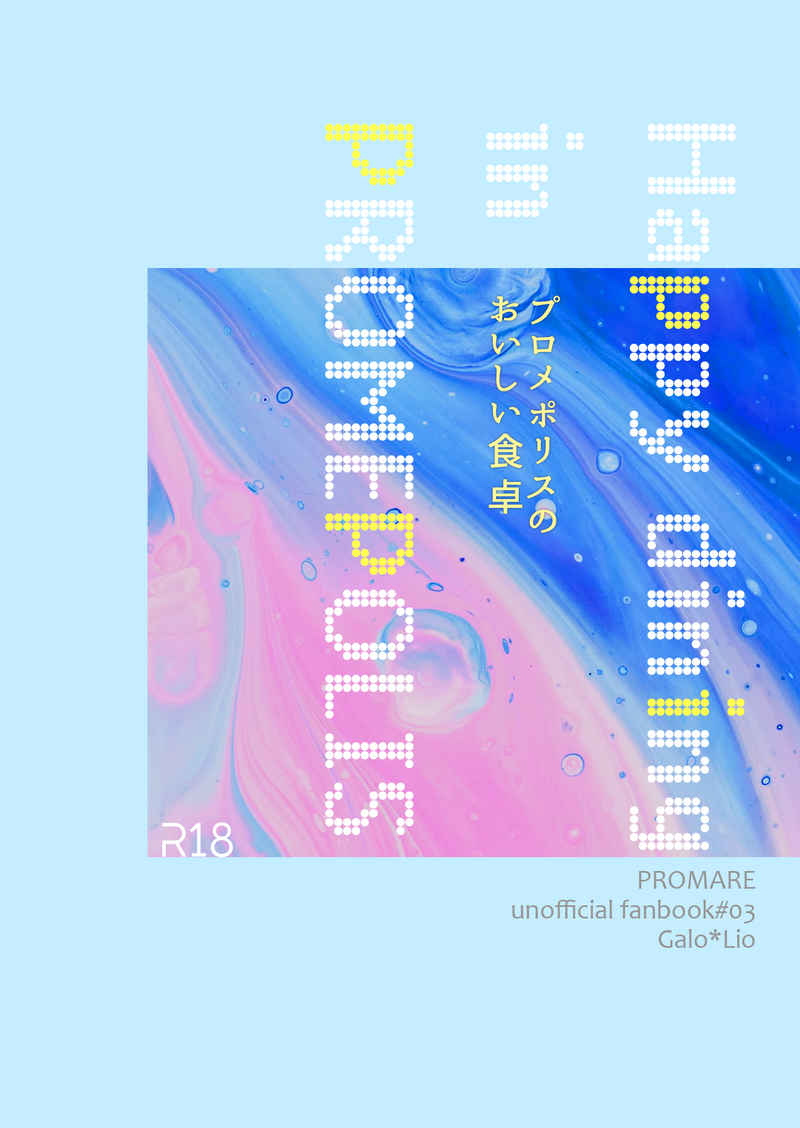 Happy dining
in
PROMEPOLIS
プロメポリスの
おいしい食卓
R18
PROMARE
unofficial fanbook#03
Galo*Lio